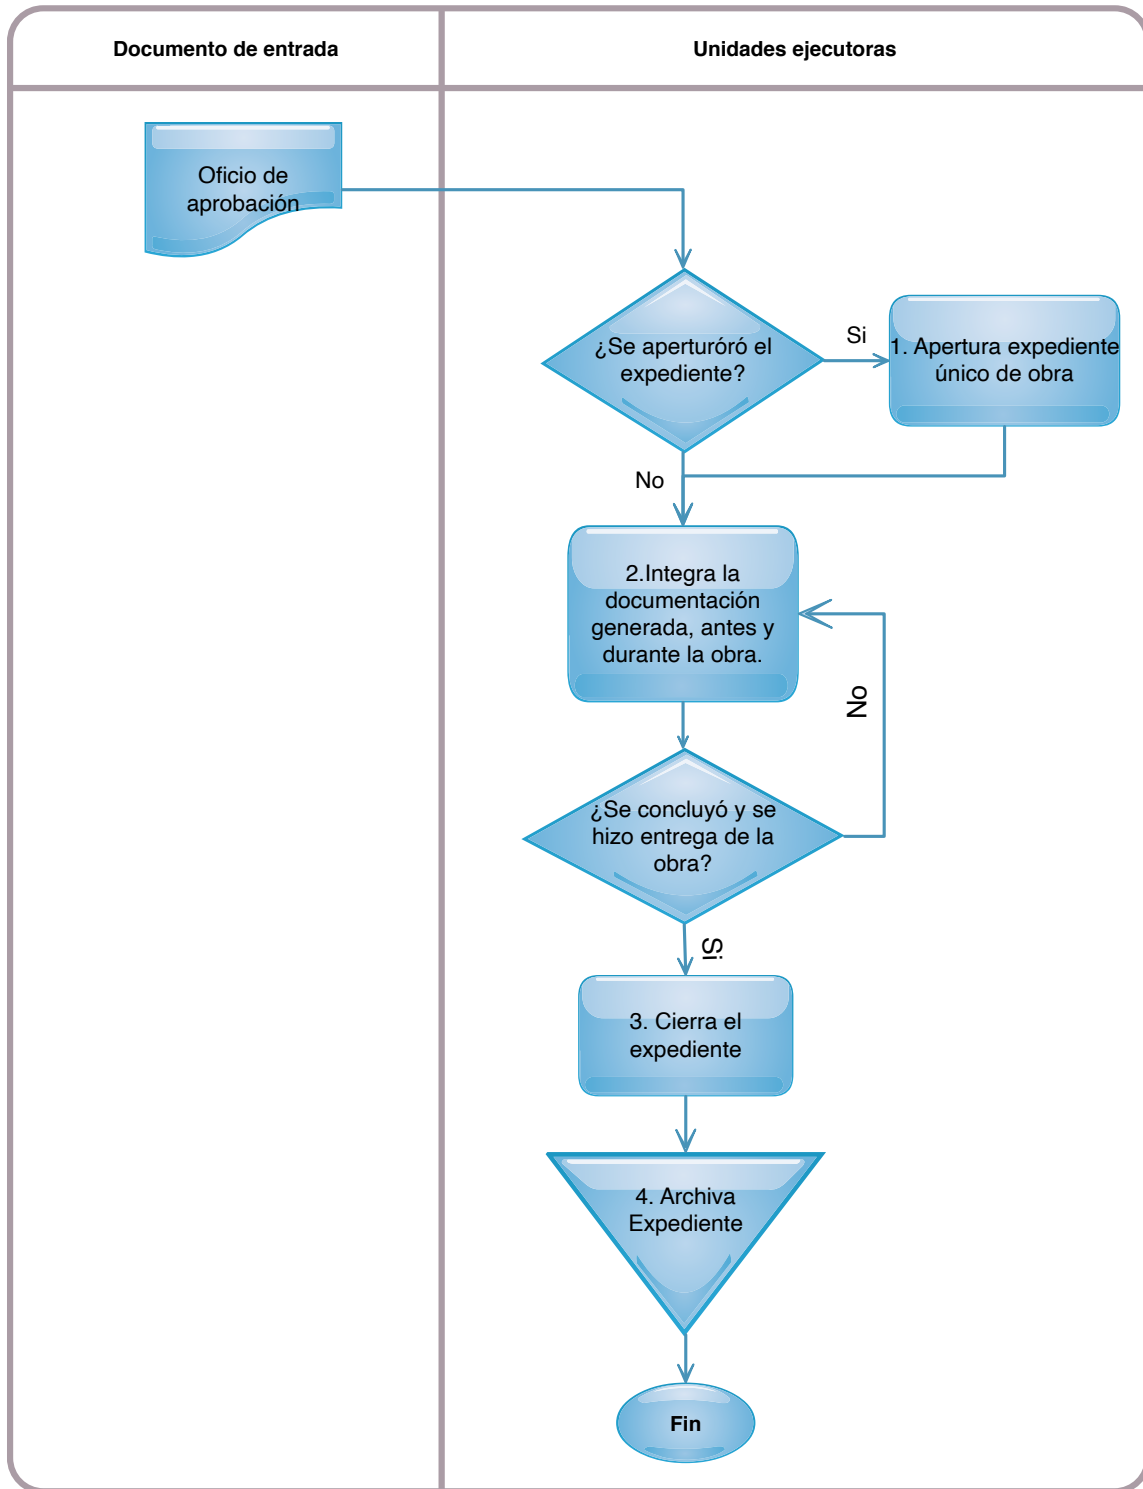 Documento de entrada
Unidades ejecutoras
Oficio de
aprobación
¿Se aperturóró el
expediente?
Si
1. Apertura expediente
único de obra
No
2.Integra la
documentación
generada, antes y
durante la obra.
No
¿Se concluyó y se
hizo entrega de la
obra?
Si
3. Cierra el
expediente
4. Archiva
Expediente
Fin